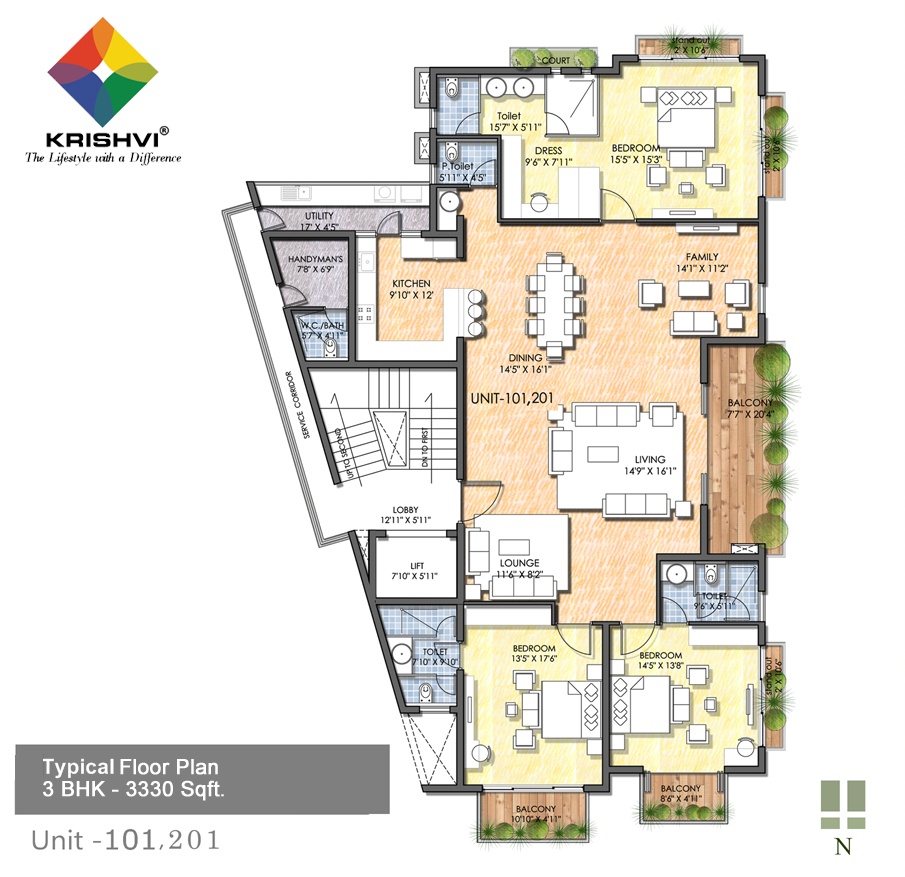 KRISHVI®
The Lifestyle with a Difference
COURT
stand out
2' X 10'6"
Toilet
15'7" X 5'11"
DRESS
9'6" X 7'11"
BEDROOM
15'5" X 15'3"
stand out
2' X 10'6"
P.Toilet
5'11" X 4'5"
UTILITY
17' X 4'5"
HANDYMAN'S
7'8" X 6'9"
KITCHEN
9'10" X 12'
FAMILY
14'1" X 11'2"
W.C./BATH
5'7" X 4'11"
DINING
14'5" X 16'1"
UNIT-101,201
BALCONY
7'7" X 20'4"
SERVICE CORRIDOR
UP TO SECOND
DN TO FIRST
LIVING
14'9" X 16'1"
LOBBY
12'11" X 5'11"
LIFT
7'10" X 5'11"
LOUNGE
11'6" X 8'2"
TOILET
9'6" X 5'11"
TOILET
7'10" X 9'10"
BEDROOM
13'5" X 17'6"
BEDROOM
14'5" X 13'8"
stand out
2' X 10'6"
BALCONY
10'10" X 4'11"
BALCONY
8'6" X 4'11"
Typical Floor Plan
3 BHK - 3330 Sqft.
Unit -101,201
N